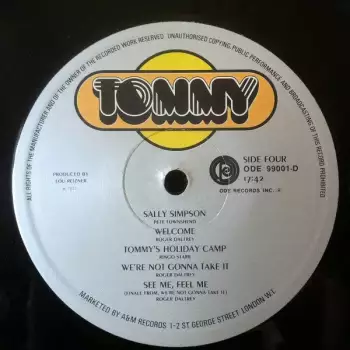 ALL RIGHTS OF THE MANUFACTURER AND OF THE OWNER OF THE RECORDED WORK RESERVED. UNAUTHORISED COPYING, PUBLIC PERFORMANCE AND BROADCASTING OF THIS RECORD PROHIBITED
TOMMY
PRODUCED BY
LOU REIZNER
SIDE FOUR
ODE 99001-D
17:42
ODE RECORDS INC.
SALLY SIMPSON
PETE TOWNSHEND
WELCOME
ROGER DALTREY
TOMMY'S HOLIDAY CAMP
RINGO STARR
WE'RE NOT GONNA TAKE IT
ROGER DALTREY
SEE ME, FEEL ME
(FINALE FROM, WE'RE NOT GONNA TAKE IT)
ROGER DALTREY
MARKETED BY A&M RECORDS 1-2 ST. GEORGE STREET LONDON W.1.